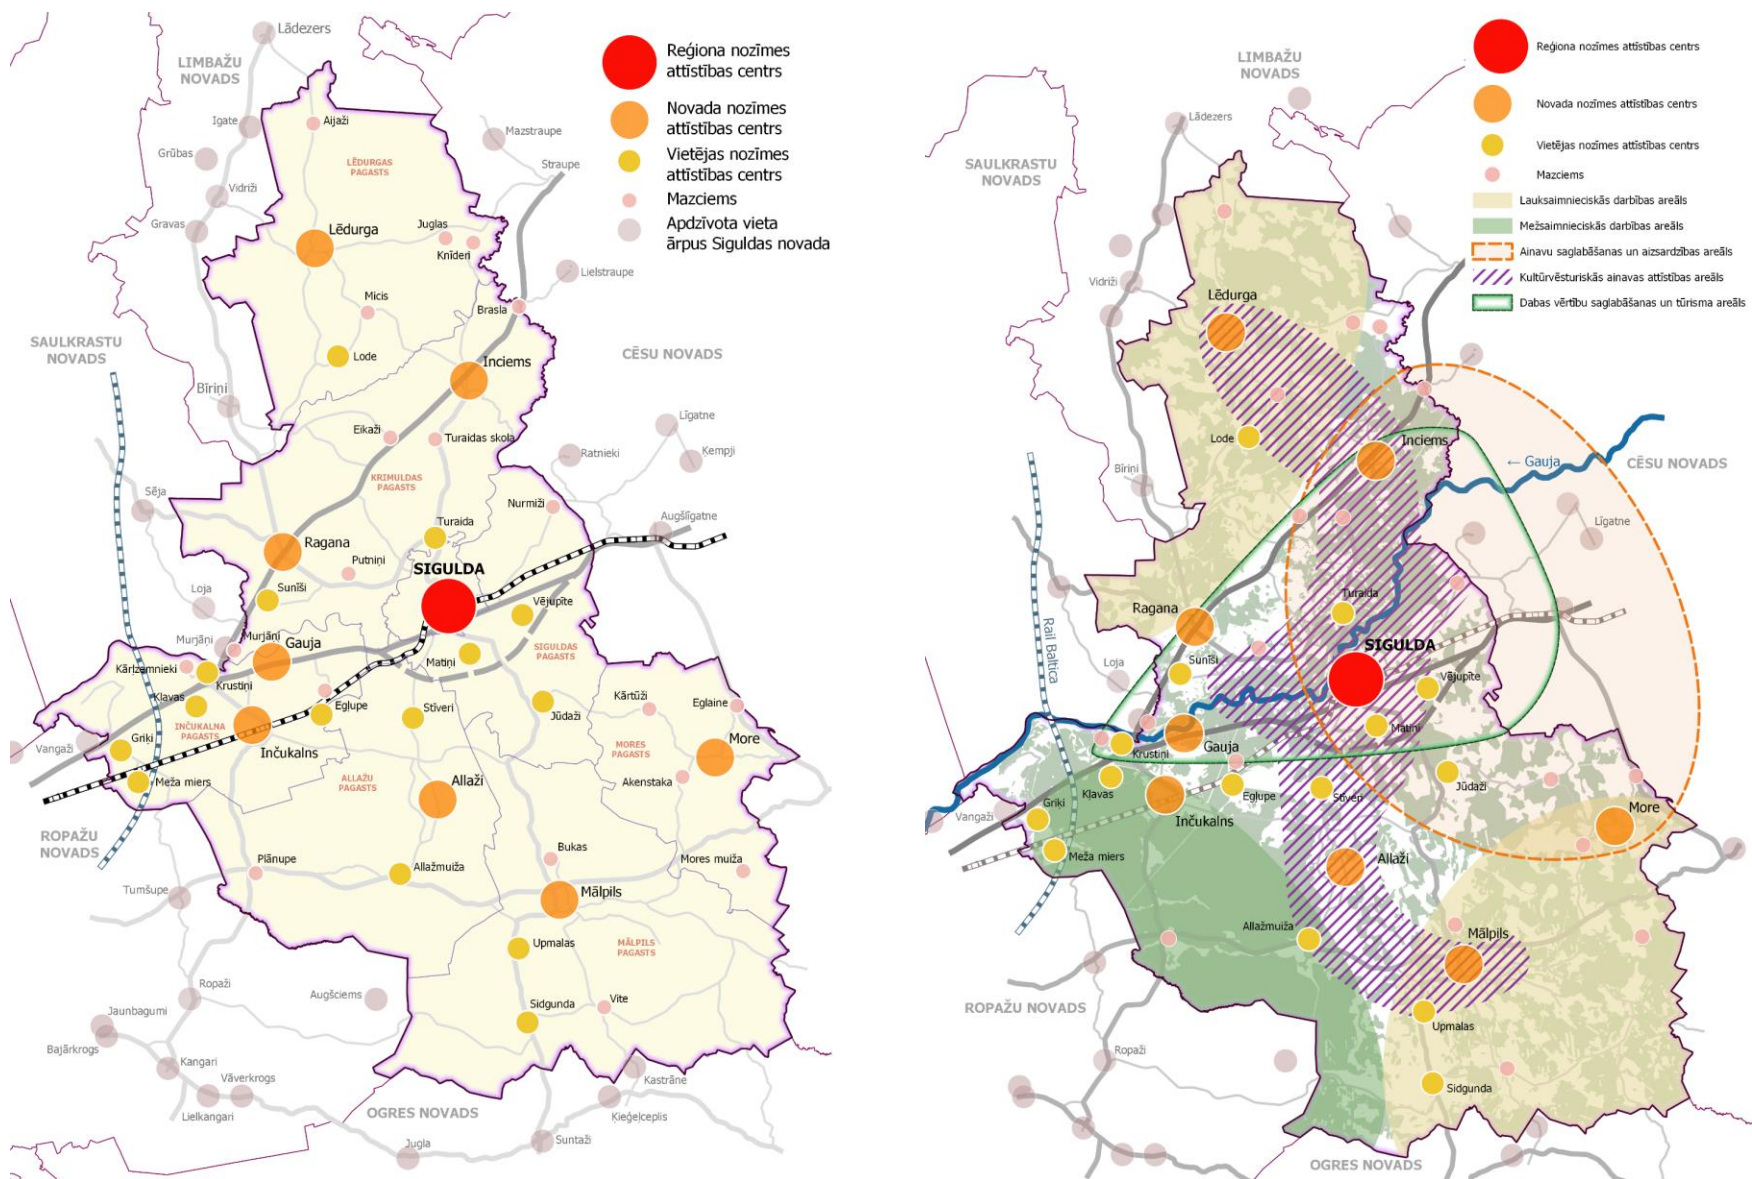 Lādezers
LIMBAŽU
NOVADS
Igate
Aijaži
Mazstraupe
Grūbas
LĒDURGAS
PAGASTS
Straupe
Vidriži
Gravas
Lēdurga
Juglas
Knīderi
Lielstraupe
Micis
Brasla
SAULKRASTU
NOVADS
Lode
Inciems
CĒSU NOVADS
Bīriņi
Līgatne
Eikaži
Turaidas skola
Ratnieki
Ķempji
Sēja
KRIMULDAS
PAGASTS
Nurmiži
Augšlīgatne
Turaida
Ragana
Putniņi
SIGULDA
Loja
Sunīši
Vējupīte
Murjāņi
Murjāņi
Gauja
SIGULDAS
PAGASTS
Kārļzemnieki
Matiņi
Krustiņi
Kļavas
Kārtūži
Eglaine
INČUKALNA
PAGASTS
Egļupe
Stīveri
Jūdaži
Vangaži
Griķi
Inčukalns
MORES
PAGASTS
More
Meža miers
ALLAŽU
PAGASTS
Allaži
Akenstaka
ROPAŽU
NOVADS
Plānupe
Bukas
Mores muiža
Tumšupe
Allažmuiža
Mālpils
Upmalas
MĀLPILS
PAGASTS
Ropaži
Augšciems
Jaunbagumi
Sidgunda
Vite
Bajārkrogs
Kangari
Vāverkrogs
Kastrāne
Lielkangari
OGRES NOVADS
Ķieģeļceplis
Jugla
Suntaži
Reģiona nozīmes
attīstības centrs
Novada nozīmes
attīstības centrs
Vietējas nozīmes
attīstības centrs
Mazciems
Apdzīvota vieta
ārpus Siguldas novada
LIMBAŽU
NOVADS
Lādezers
SAULKRASTU
NOVADS
Vidriži
Lēdurga
Lode
Inciems
Bīriņi
← Gauja
CĒSU NOVADS
Līgatne
Ragana
Turaida
Rail Baltica
Loja
Sunīši
SIGULDA
Vējupīte
Matiņi
Krustiņi
Gauja
Kļavas
Egļupe
Stīveri
Jūdaži
Griķi
Vangaži
Inčukalns
More
Meža miers
Allaži
Allažmuiža
Mālpils
ROPAŽU NOVADS
Upmalas
Ropaži
Sidgunda
OGRES NOVADS
Reģiona nozīmes attīstības centrs
Novada nozīmes attīstības centrs
Vietējas nozīmes attīstības centrs
Mazciems
Lauksaimnieciskās darbības areāls
Mežsaimnieciskās darbības areāls
Ainavu saglabāšanas un aizsardzības areāls
Kultūrvēsturiskās ainavas attīstības areāls
Dabas vērtību saglabāšanas un tūrisma areāls